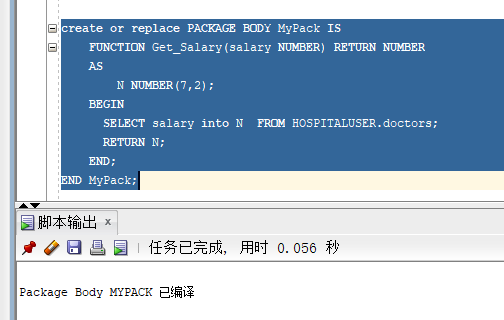 create or replace PACKAGE BODY MyPack IS
FUNCTION Get_Salary(salary NUMBER) RETURN NUMBER
AS
N NUMBER(7,2);
BEGIN
SELECT salary into N  FROM HOSPITALUSER.doctors;
RETURN N;
END;
END MyPack;
脚本输出 ×
任务已完成, 用时 0.056 秒
Package Body MYPACK 已编译